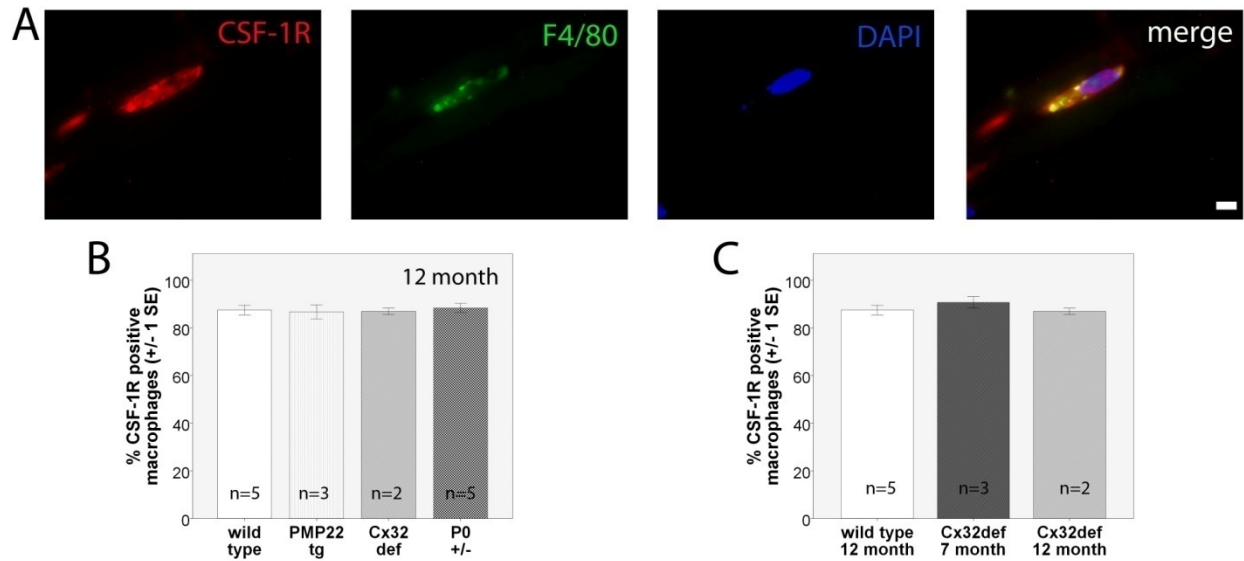 A
CSF-1R
F4/80
DAPI
merge
B
% CSF-1R positive
macrophages (+/- 1 SE)
100
80
60
40
20
0
12 month
n=5
n=3
n=2
n=5
wild
type
PMP22
tg
Cx32
def
P0
+/-
C
% CSF-1R positive
macrophages (+/- 1 SE)
100
80
60
40
20
0
n=5
n=3
n=2
wild type
12 month
Cx32def
7 month
Cx32def
12 month